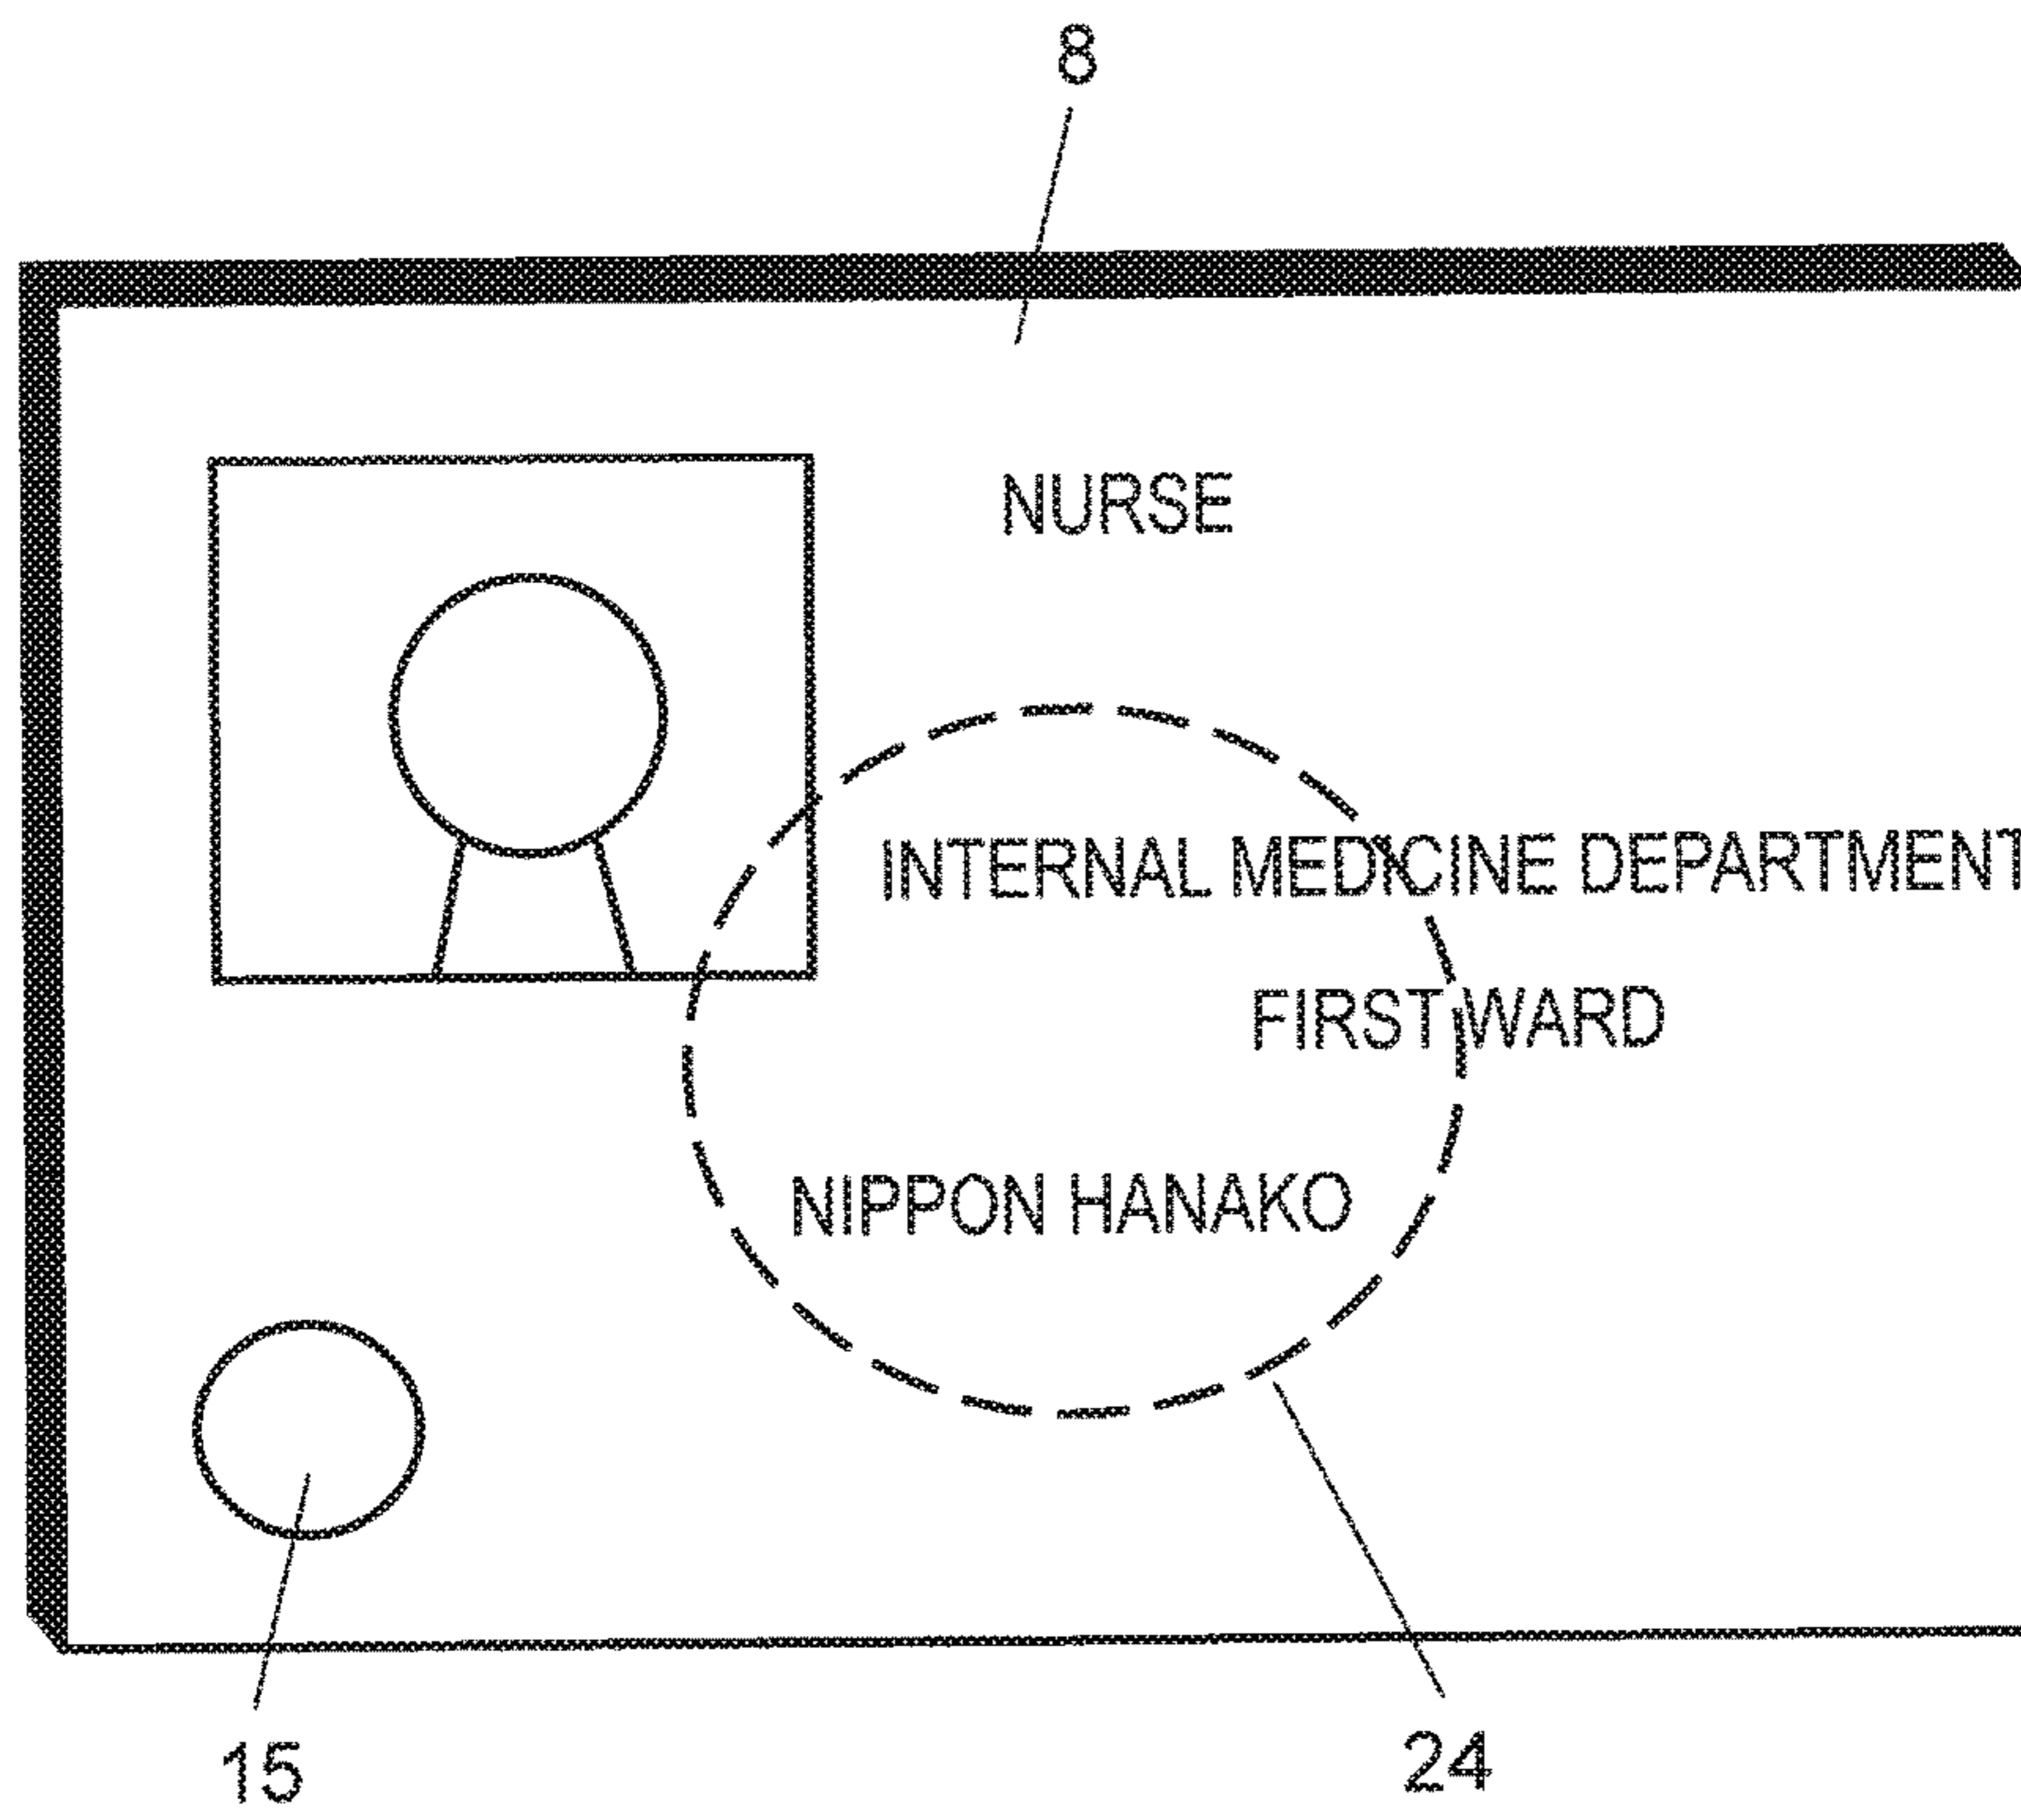 8
NURSE
INTERNAL MEDICINE DEPARTMENT
FIRST WARD
NIPPON HANAKO
15
24